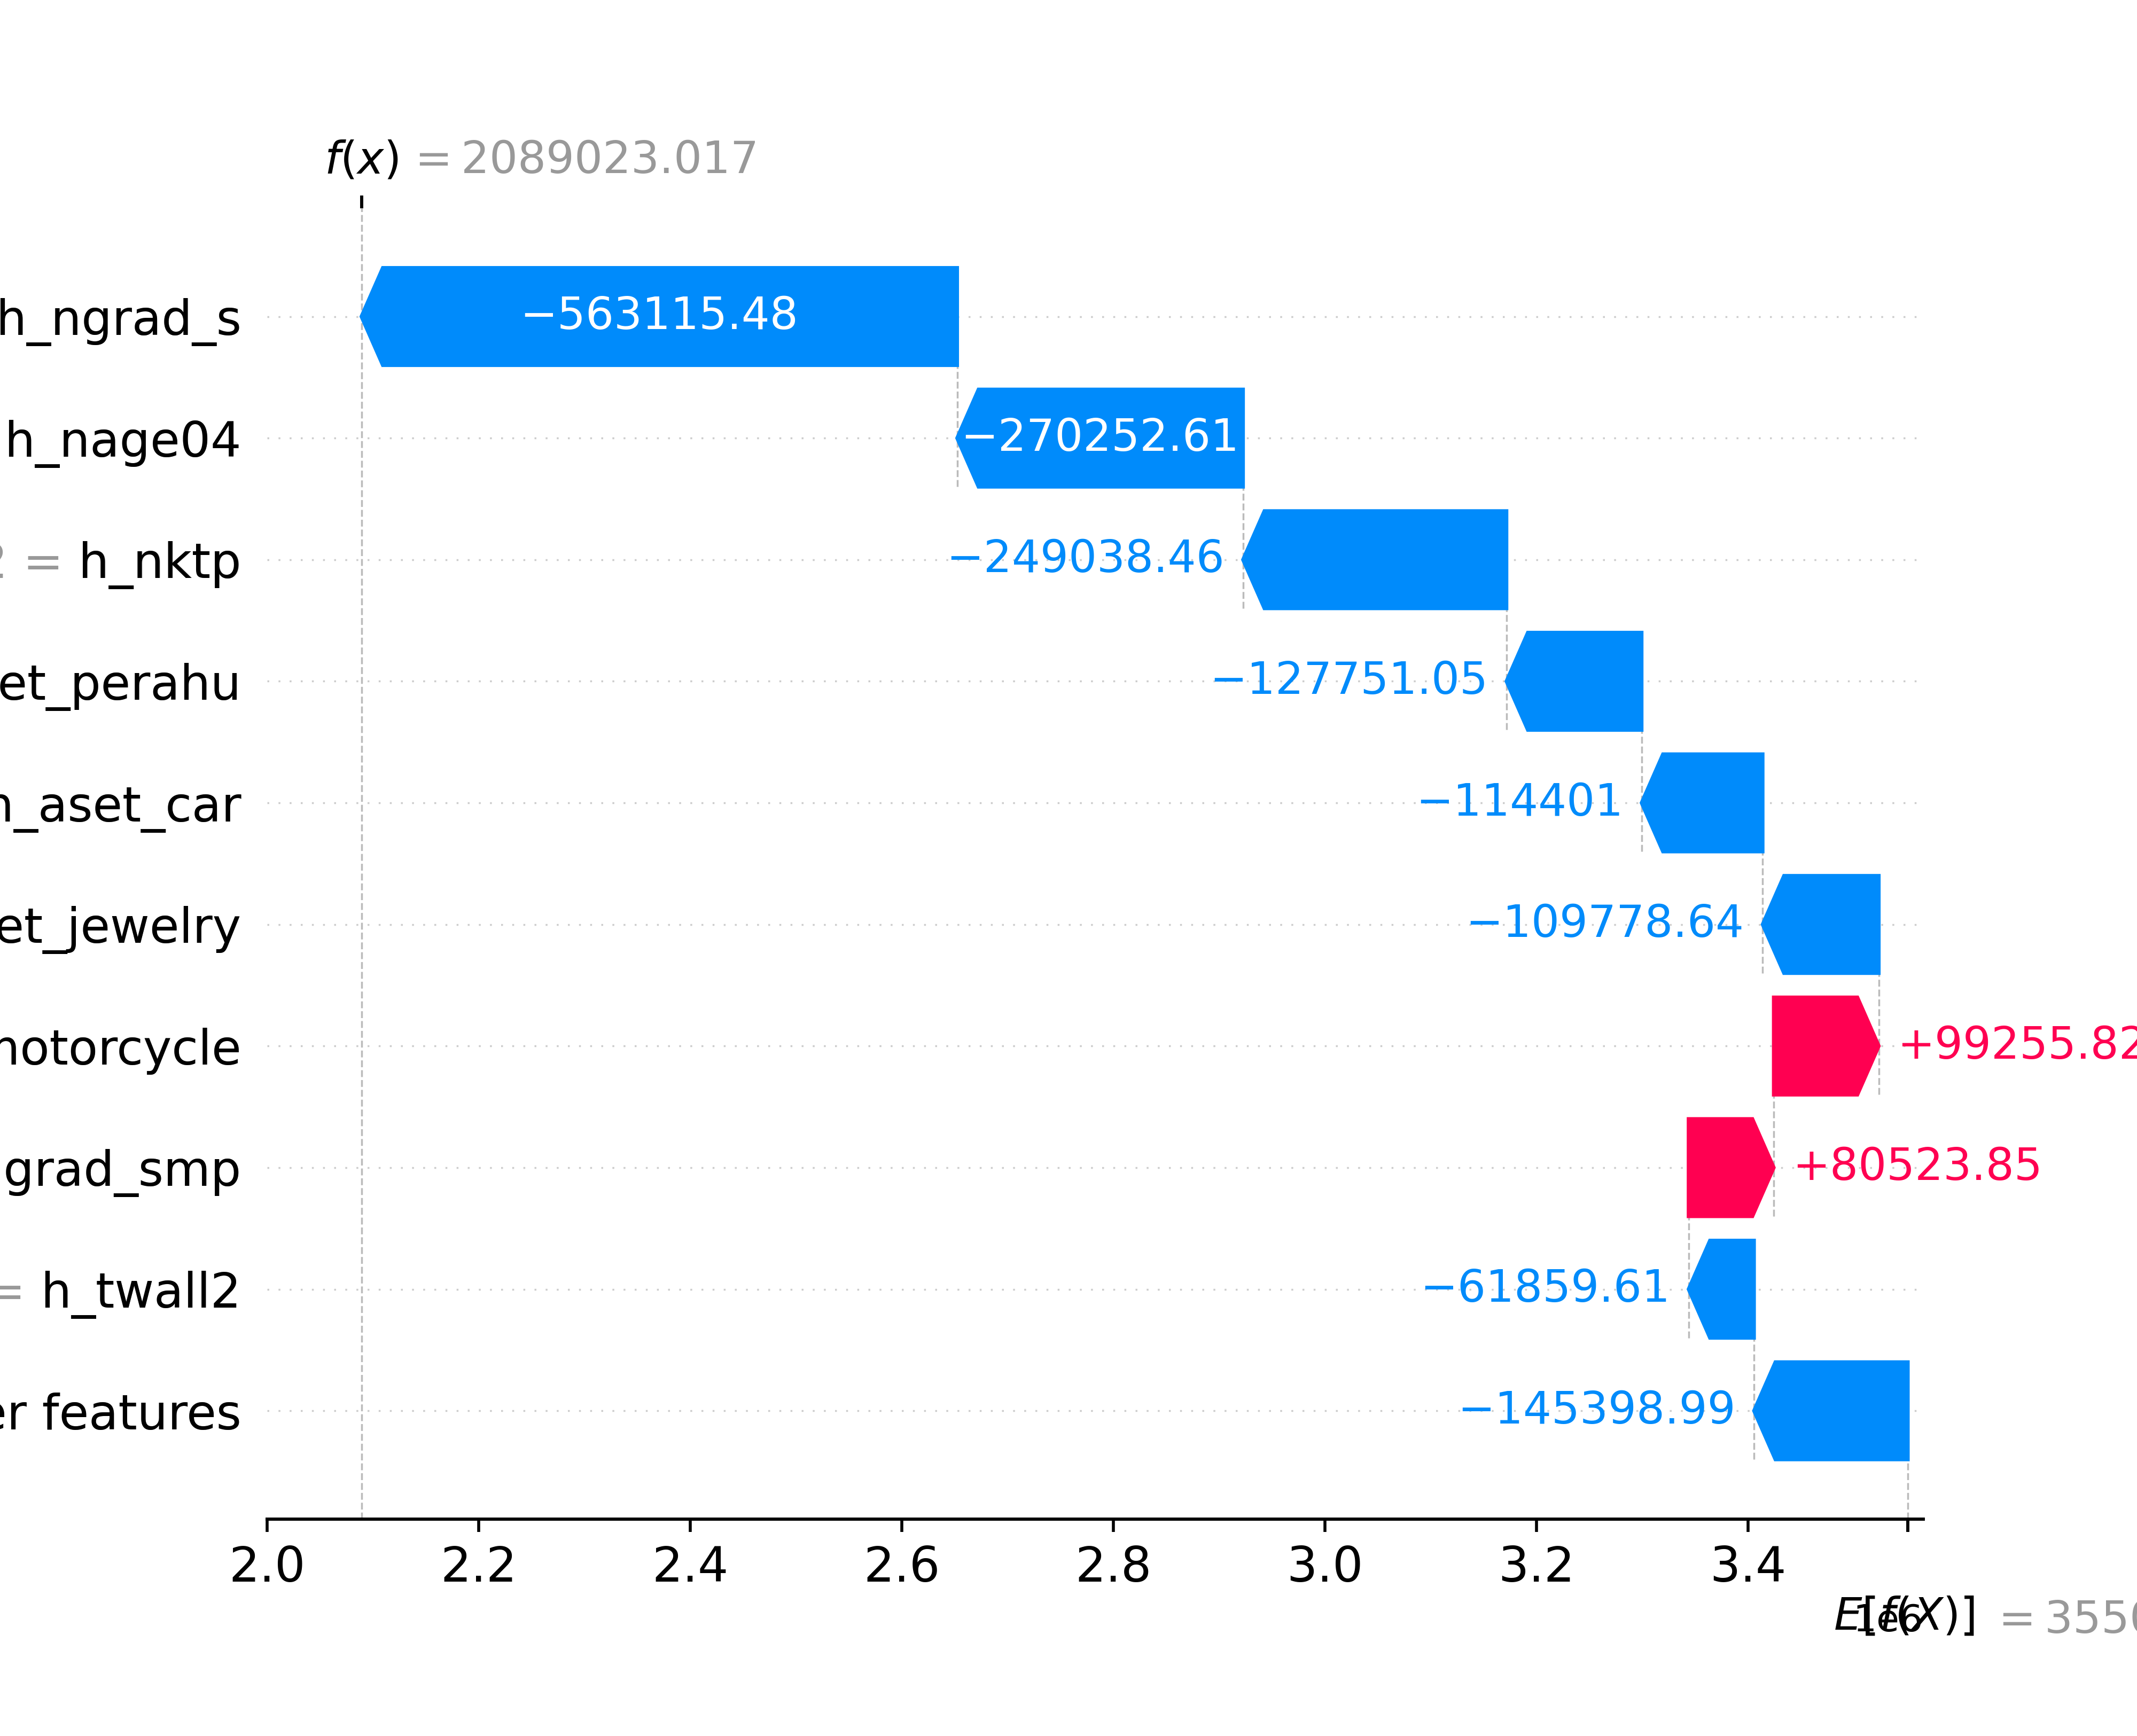 f(x) = 2089023.017
h_ngrad_s
−563115.48
h_nage04
−270252.61
= h_nktp
−249038.46
et_perahu
−127751.05
_aset_car
−114401
et_jewelry
−109778.64
otorcycle
+99255.82
grad_smp
+80523.85
= h_twall2
−61859.61
er features
−145398.99
2.0 2.2 2.4 2.6 2.8 3.0 3.2 3.4
1e6
E[f(X)] = 355